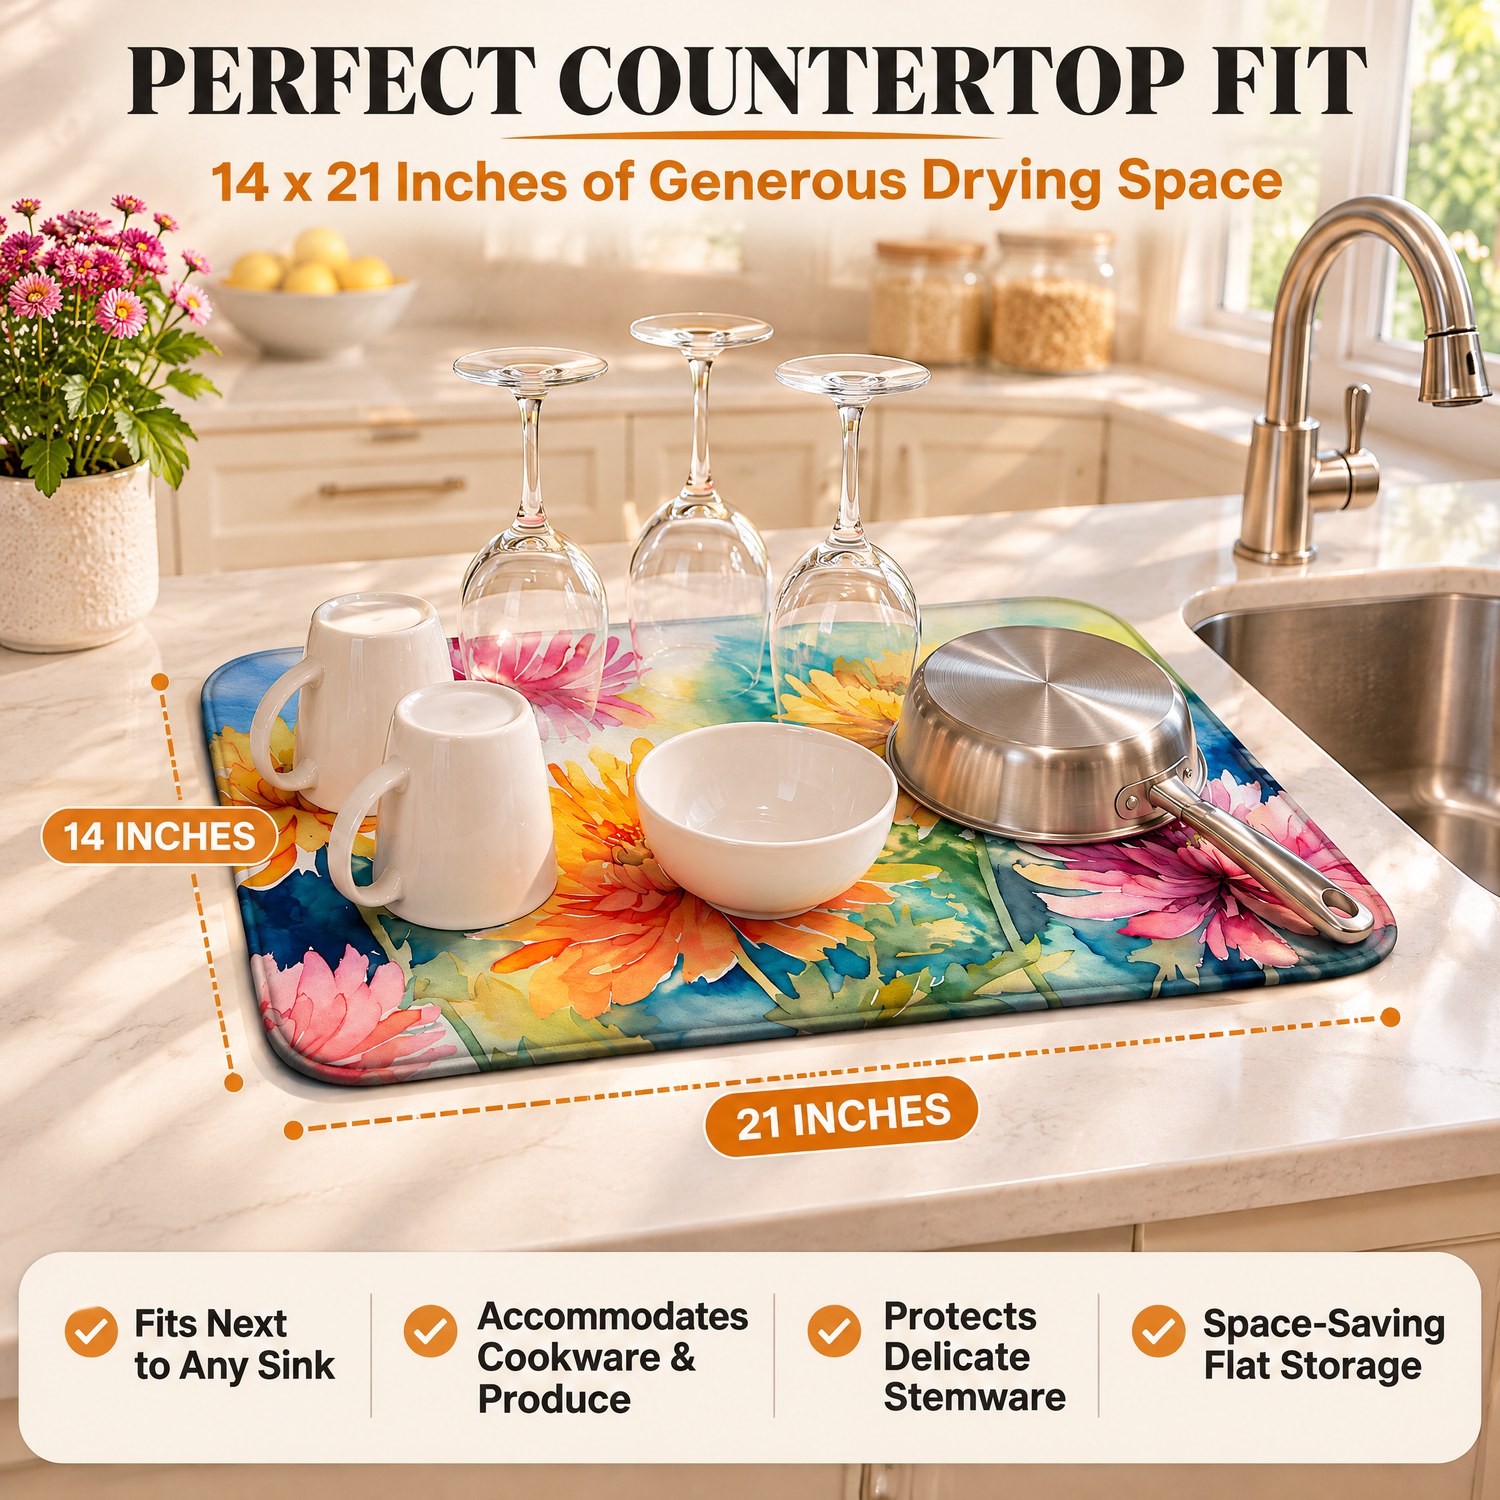 PERFECT COUNTERTOP FIT
14 x 21 Inches of Generous Drying Space
14 INCHES
21 INCHES
Fits Next
to Any Sink
Accommodates
Cookware &
Produce
Protects
Delicate
Stemware
Space-Saving
Flat Storage